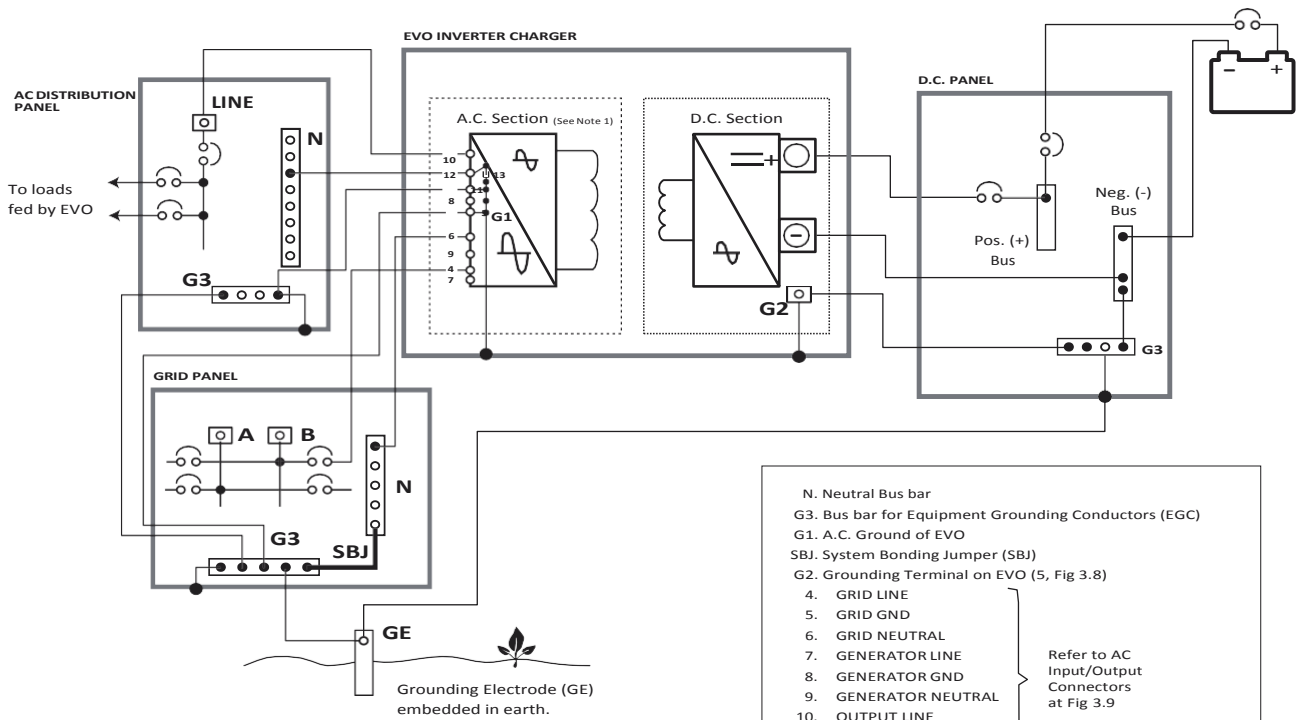 EVO INVERTER CHARGER
AC DISTRIBUTION
PANEL
LINE
N
To loads
fed by EVO
G3
A.C. Section (See Note 1)
10
12
13
11
8
G1
6
9
4
7
D.C. Section
+
−
G2
D.C. PANEL
− +
Pos. (+)
Bus
Neg. (-)
Bus
G3
GRID PANEL
A
B
N
G3
SBJ
GE
Grounding Electrode (GE)
embedded in earth.
N. Neutral Bus bar
G3. Bus bar for Equipment Grounding Conductors (EGC)
G1. A.C. Ground of EVO
SBJ. System Bonding Jumper (SBJ)
G2. Grounding Terminal on EVO (5, Fig 3.8)
4. GRID LINE
5. GRID GND
6. GRID NEUTRAL
7. GENERATOR LINE
8. GENERATOR GND
9. GENERATOR NEUTRAL
10. OUTPUT LINE
Refer to AC
Input/Output
Connectors
at Fig 3.9